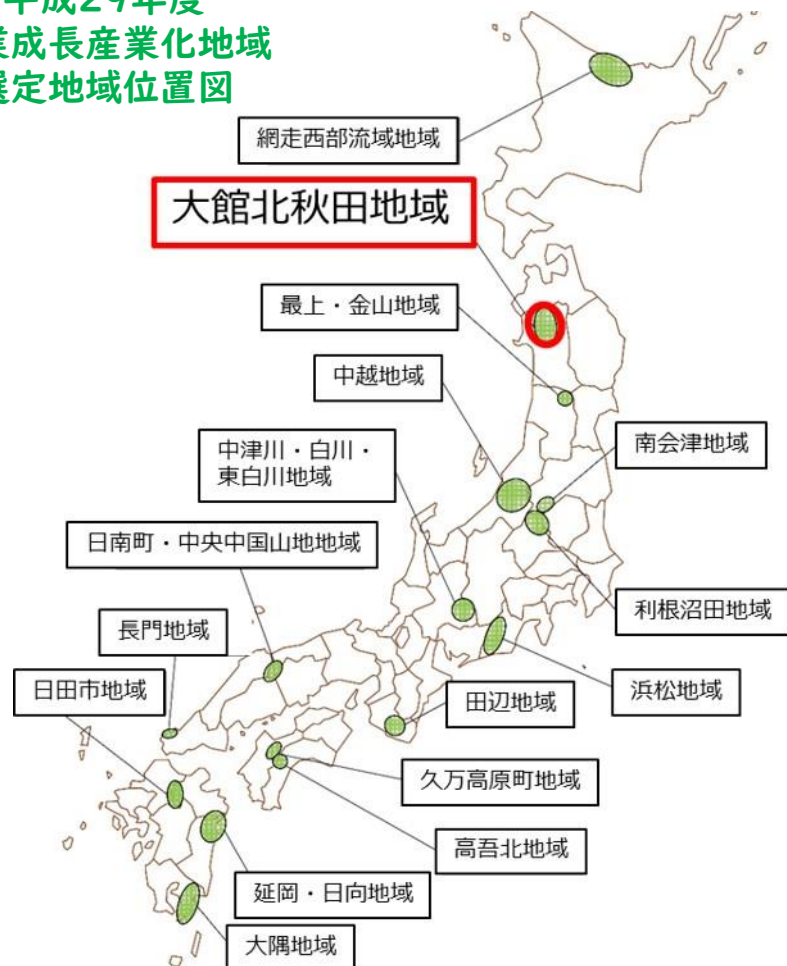 平成29年度
業成長産業化地域
選定地域位置図
網走西部流域地域
大館北秋田地域
最上・金山地域
中越地域
南会津地域
中津川・白川・
東白川地域
日南町・中央中国山地地域
利根沼田地域
長門地域
浜松地域
日田市地域
田辺地域
久万高原町地域
高吾北地域
延岡・日向地域
大隅地域